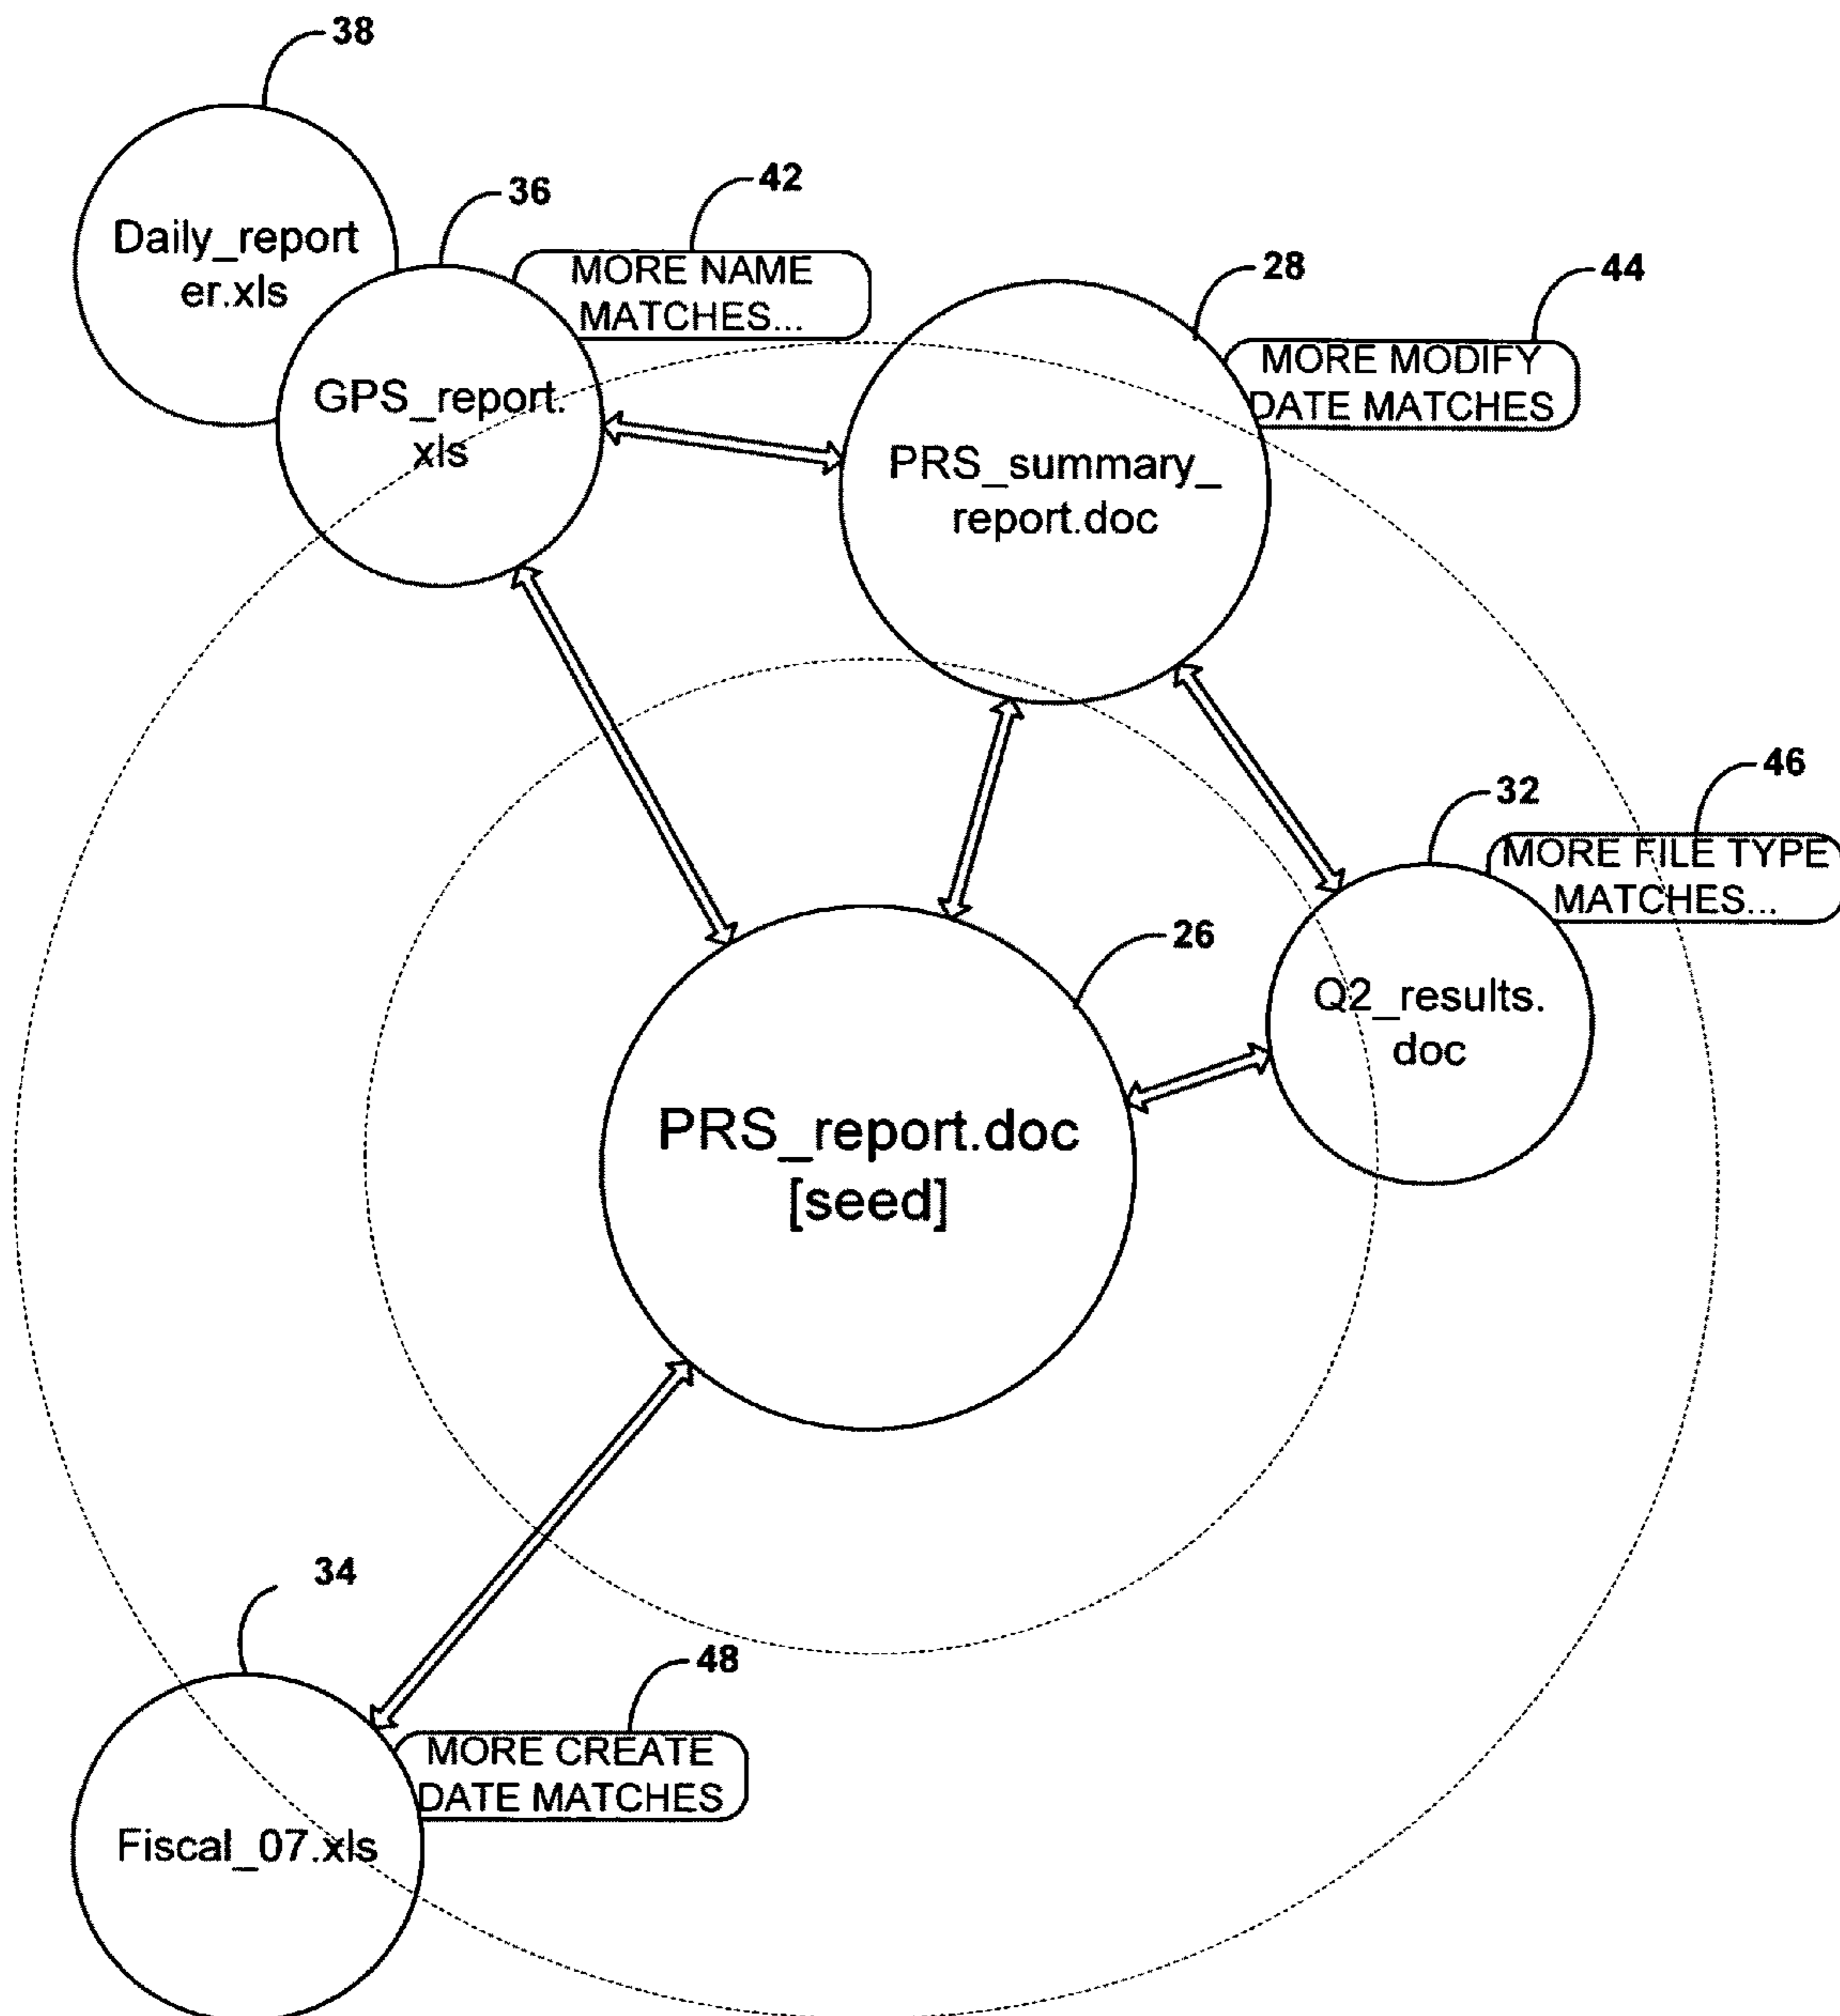 38
Daily_report
er.xls
36
42
MORE NAME
MATCHES...
GPS_report.
xls
28
44
MORE MODIFY
DATE MATCHES
PRS_summary_
report.doc
46
32
MORE FILE TYPE
MATCHES...
Q2_results.
doc
26
PRS_report.doc
[seed]
34
48
MORE CREATE
DATE MATCHES
Fiscal_07.xls